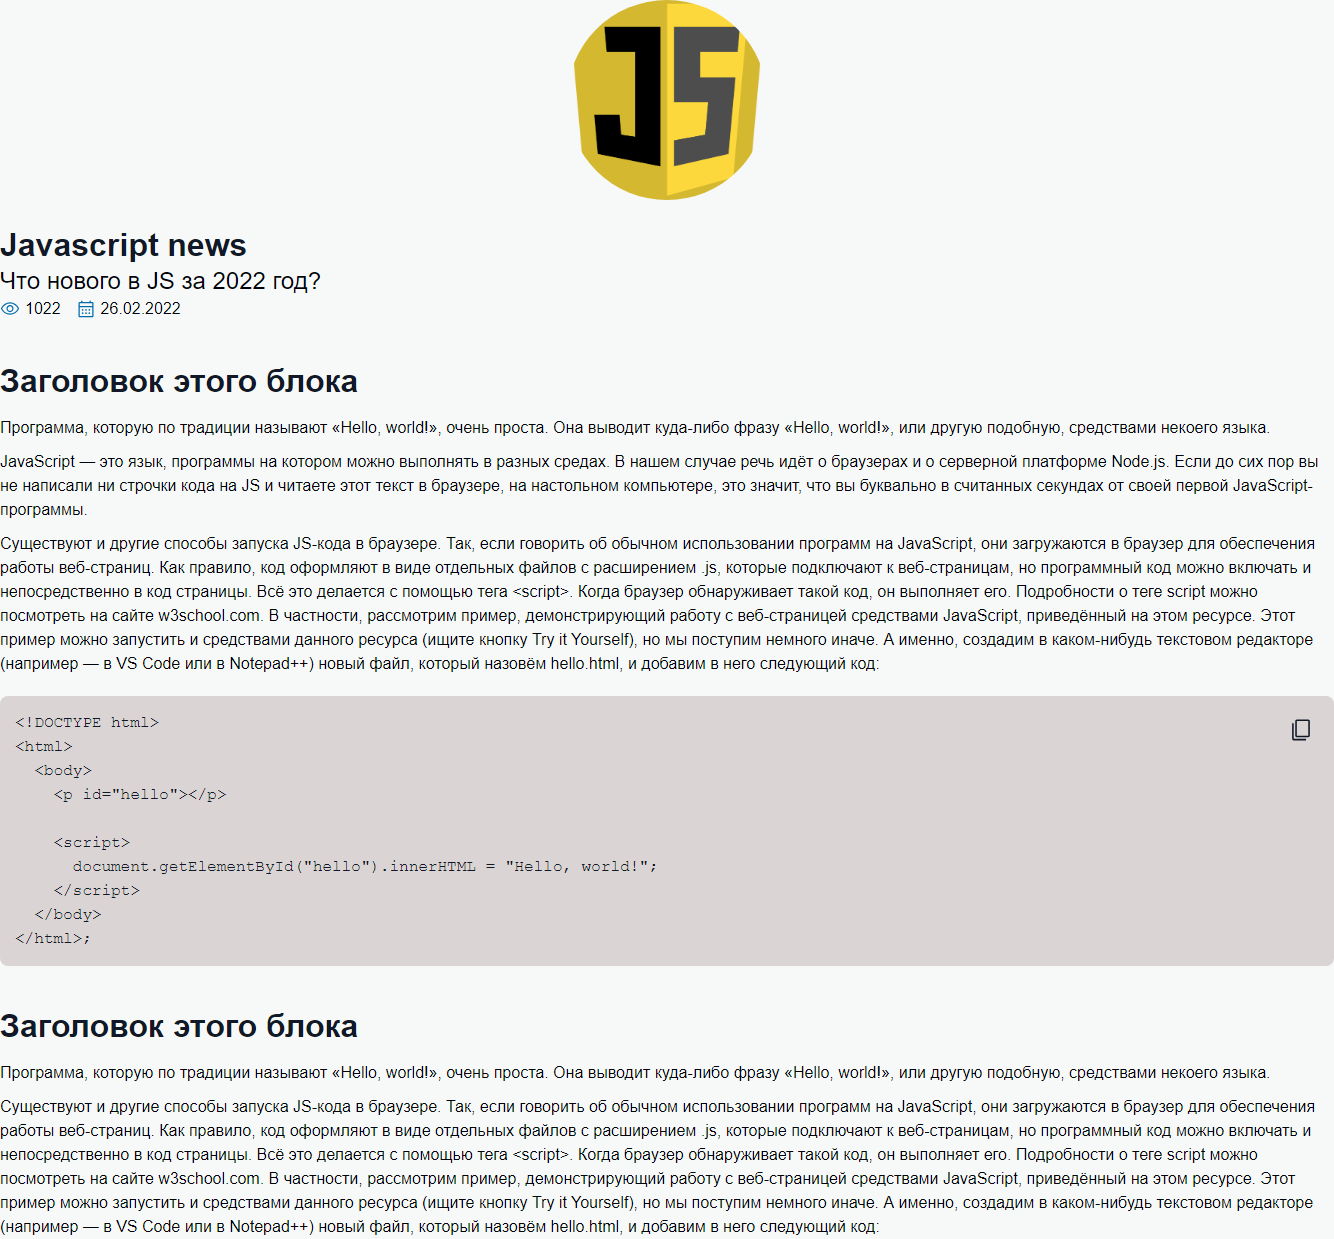 JS
Javascript news
Что нового в JS за 2022 год?
1022 26.02.2022
Заголовок этого блока
Программа, которую по традиции называют «Hello, world!», очень проста. Она выводит куда-либо фразу «Hello, world!», или другую подобную, средствами некоего языка.
JavaScript — это язык, программы на котором можно выполнять в разных средах. В нашем случае речь идёт о браузерах и о серверной платформе Node.js. Если до сих пор вы
не написали ни строчки кода на JS и читаете этот текст в браузере, на настольном компьютере, это значит, что вы буквально в считанных секундах от своей первой JavaScript-
программы.
Существуют и другие способы запуска JS-кода в браузере. Так, если говорить об обычном использовании программ на JavaScript, они загружаются в браузер для обеспечения
работы веб-страниц. Как правило, код оформляют в виде отдельных файлов с расширением .js, которые подключают к веб-страницам, но программный код можно включать и
непосредственно в код страницы. Всё это делается с помощью тега <script>. Когда браузер обнаруживает такой код, он выполняет его. Подробности о теге script можно
посмотреть на сайте w3school.com. В частности, рассмотрим пример, демонстрирующий работу с веб-страницей средствами JavaScript, приведённый на этом ресурсе. Этот
пример можно запустить и средствами данного ресурса (ищите кнопку Try it Yourself), но мы поступим немного иначе. А именно, создадим в каком-нибудь текстовом редакторе
(например — в VS Code или в Notepad++) новый файл, который назовём hello.html, и добавим в него следующий код:
<!DOCTYPE html>
<html>
  <body>
    <p id="hello"></p>

    <script>
      document.getElementById("hello").innerHTML = "Hello, world!";
    </script>
  </body>
</html>;
Заголовок этого блока
Программа, которую по традиции называют «Hello, world!», очень проста. Она выводит куда-либо фразу «Hello, world!», или другую подобную, средствами некоего языка.
Существуют и другие способы запуска JS-кода в браузере. Так, если говорить об обычном использовании программ на JavaScript, они загружаются в браузер для обеспечения
работы веб-страниц. Как правило, код оформляют в виде отдельных файлов с расширением .js, которые подключают к веб-страницам, но программный код можно включать и
непосредственно в код страницы. Всё это делается с помощью тега <script>. Когда браузер обнаруживает такой код, он выполняет его. Подробности о теге script можно
посмотреть на сайте w3school.com. В частности, рассмотрим пример, демонстрирующий работу с веб-страницей средствами JavaScript, приведённый на этом ресурсе. Этот
пример можно запустить и средствами данного ресурса (ищите кнопку Try it Yourself), но мы поступим немного иначе. А именно, создадим в каком-нибудь текстовом редакторе
(например — в VS Code или в Notepad++) новый файл, который назовём hello.html, и добавим в него следующий код: